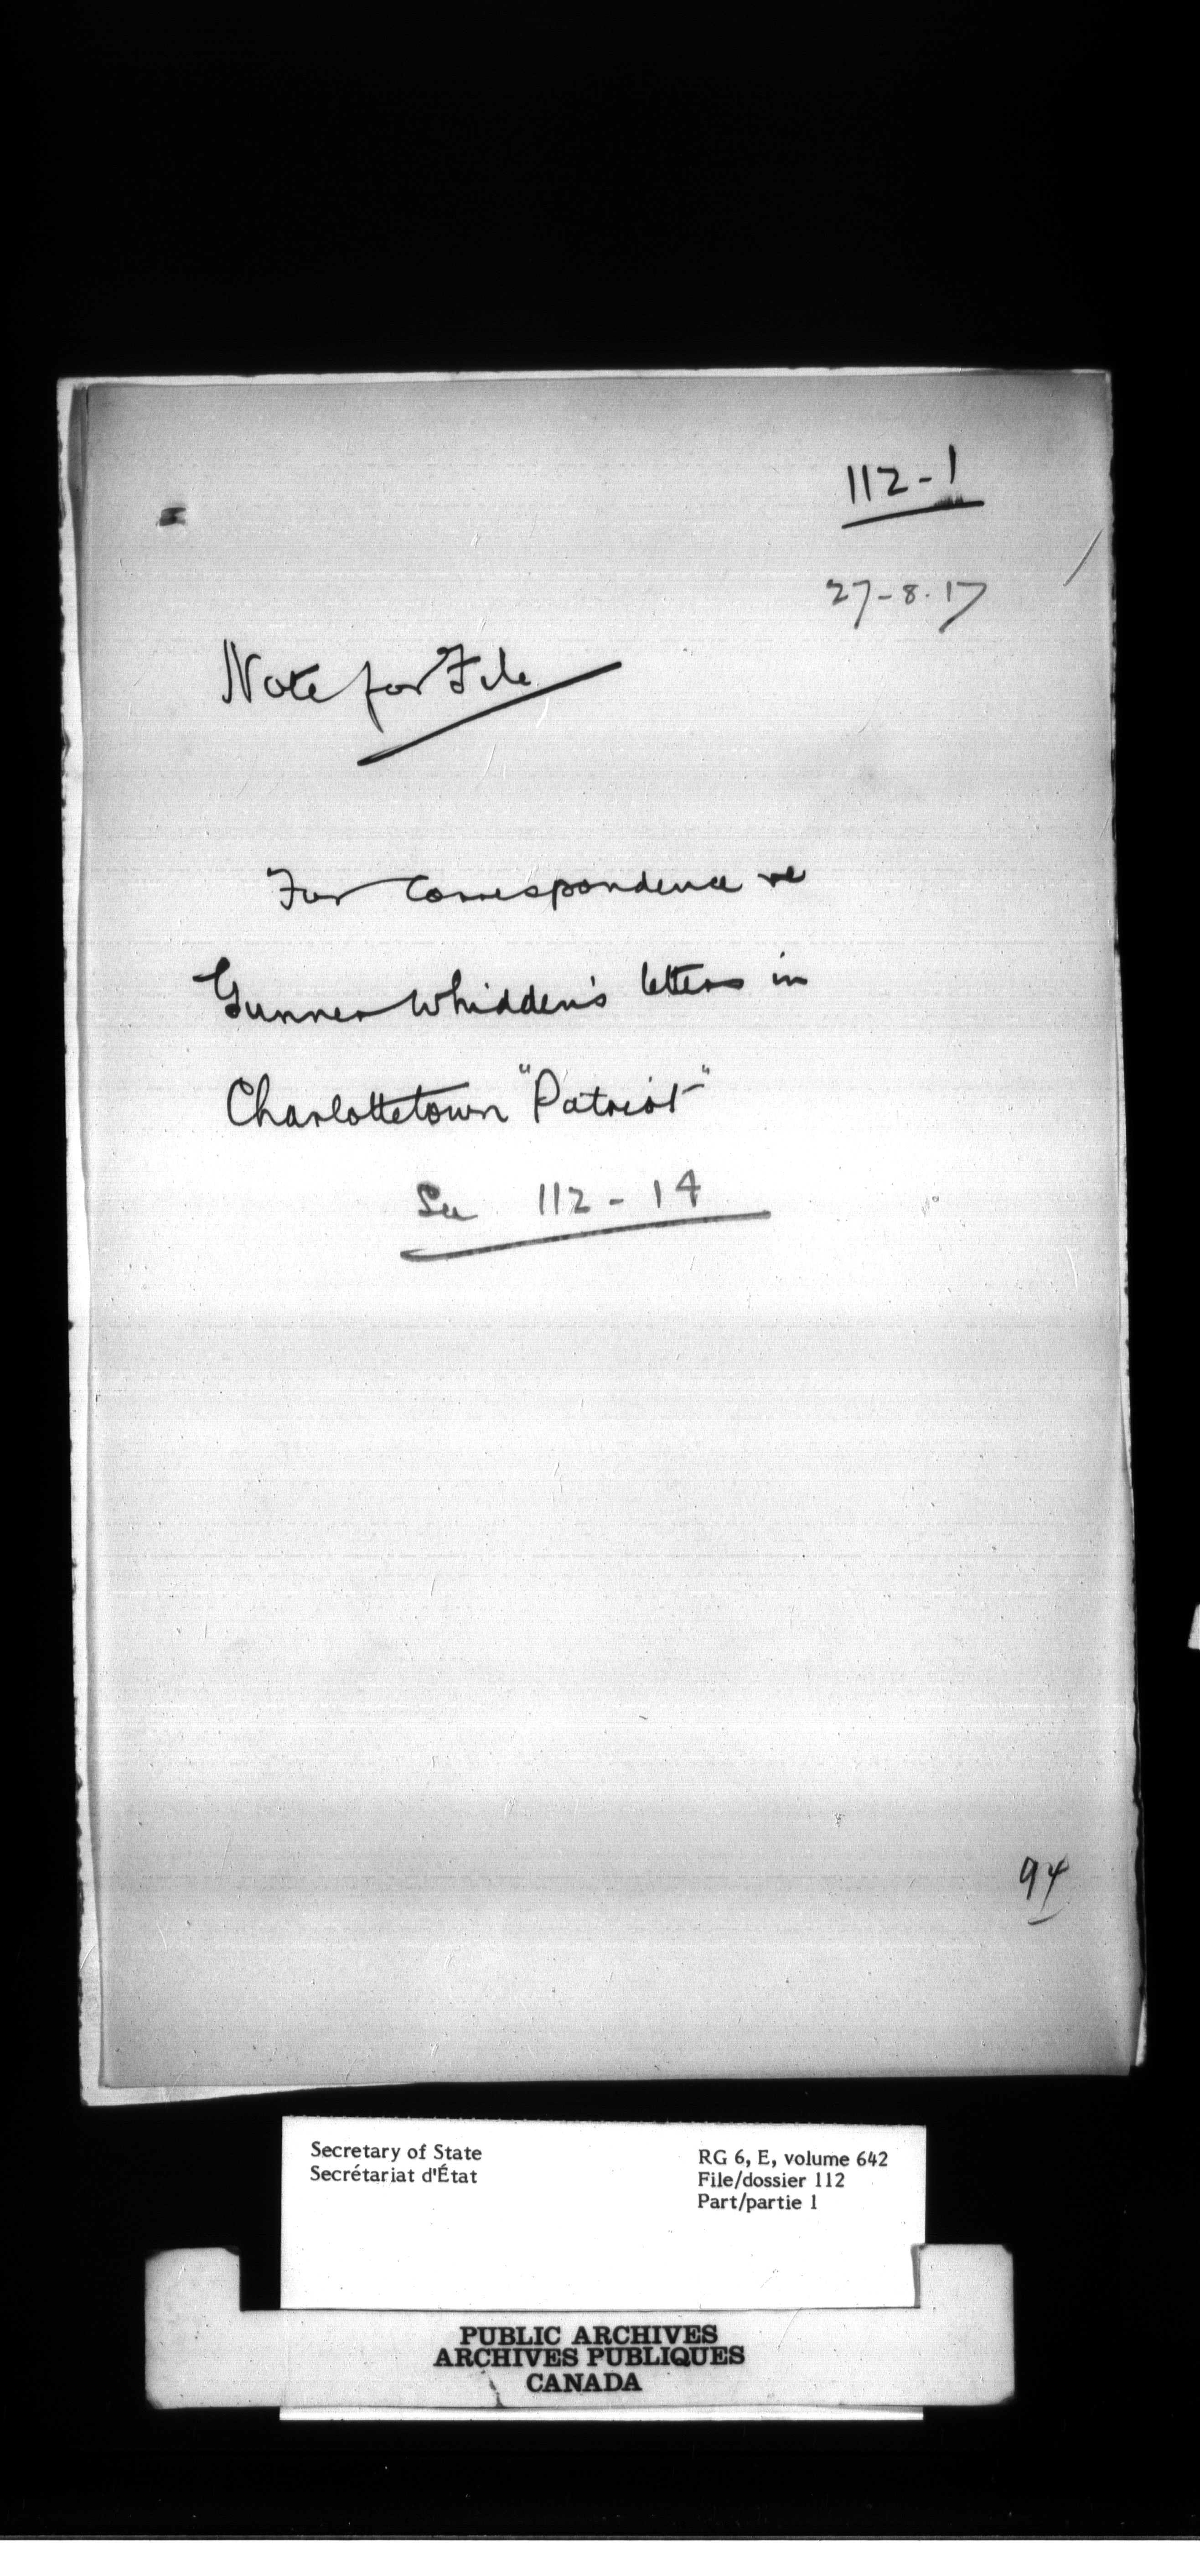 112-1
27-8.17
Note for File
For Correspondence re
Gunner Whidden's letters in
Charlottetown "Patriot"
See 112-14
94
Secretary of State
Secrétariat d'État
RG 6, E, volume 642
File/dossier 112
Part/partie 1
PUBLIC ARCHIVES
ARCHIVES PUBLIQUES
CANADA